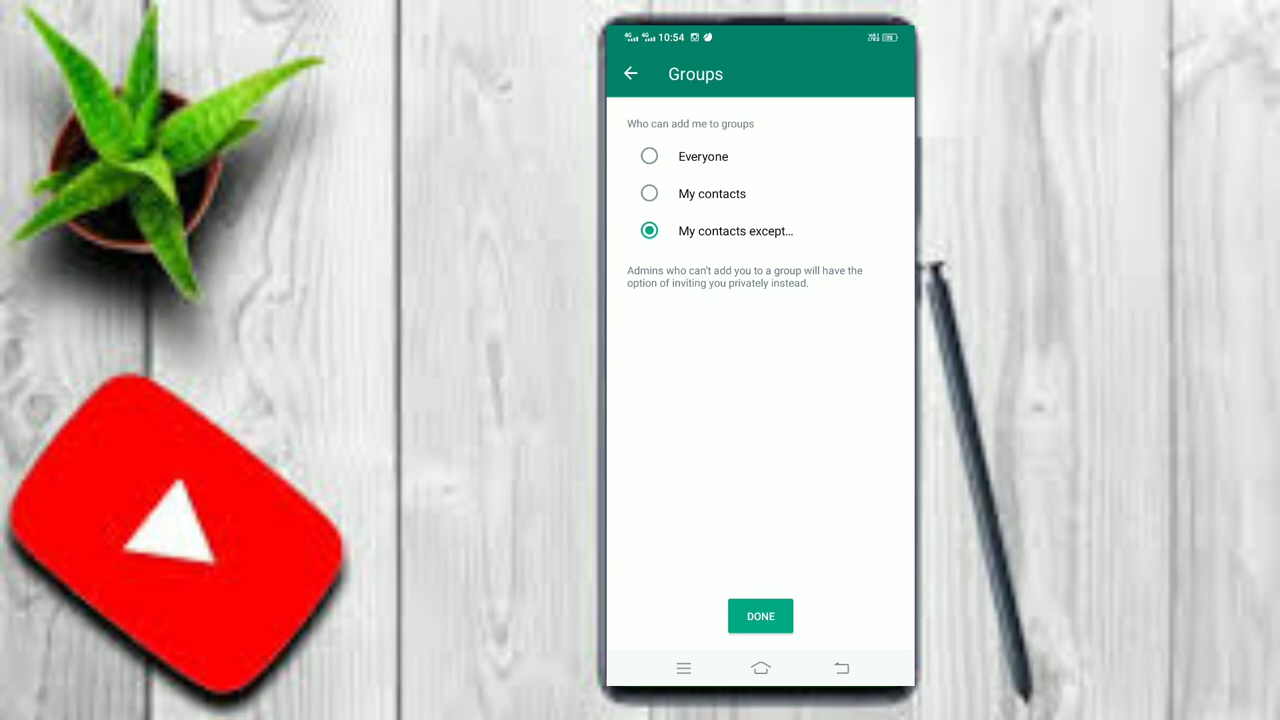 10:54
Groups
Who can add me to groups
Everyone
My contacts
My contacts except...
Admins who can't add you to a group will have the
option of inviting you privately instead.
DONE